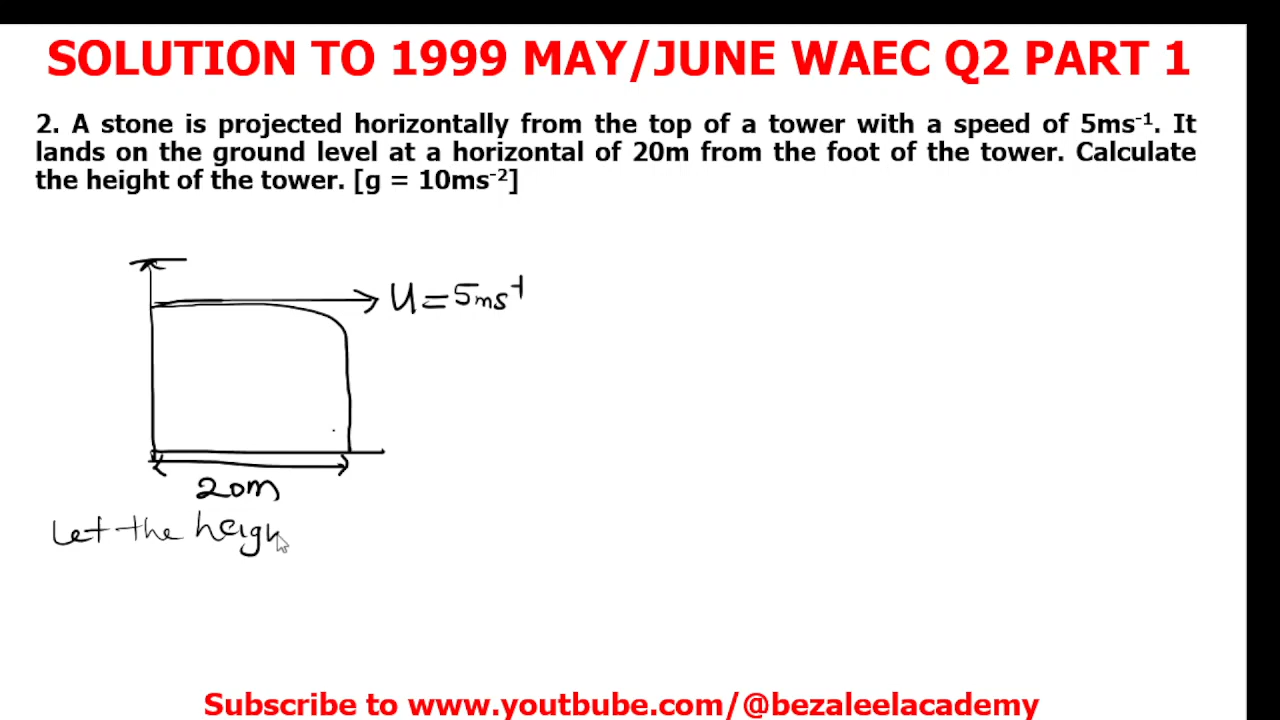 SOLUTION TO 1999 MAY/JUNE WAEC Q2 PART 1
2. A stone is projected horizontally from the top of a tower with a speed of 5ms⁻¹. It
lands on the ground level at a horizontal of 20m from the foot of the tower. Calculate
the height of the tower. [g = 10ms⁻²]
U = 5ms⁻¹
20m
Let the heigh
Subscribe to www.youtbube.com/@bezaleelacademy